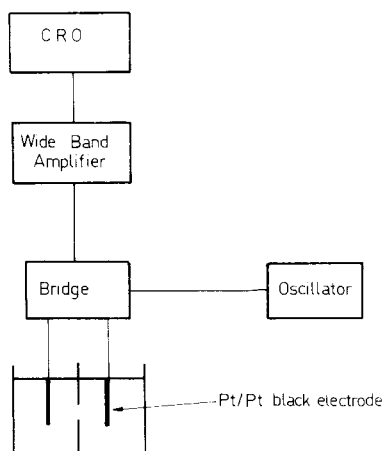 CRO
Wide Band
Amplifier
Bridge
Oscillator
Pt/Pt black electrode